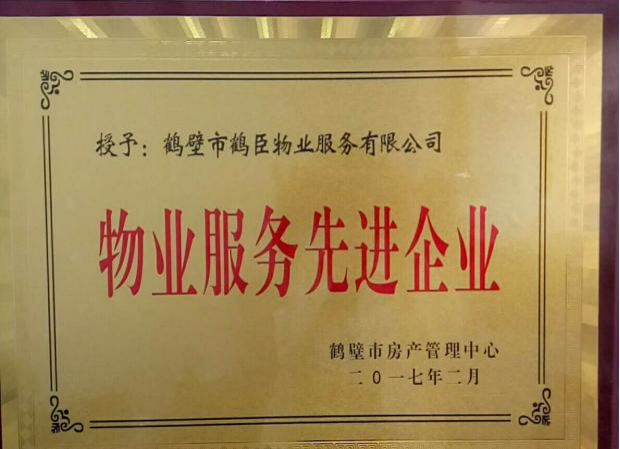 授予：鹤壁市鹤臣物业服务有限公司
物业服务先进企业
鹤壁市房产管理中心
二〇一七年二月